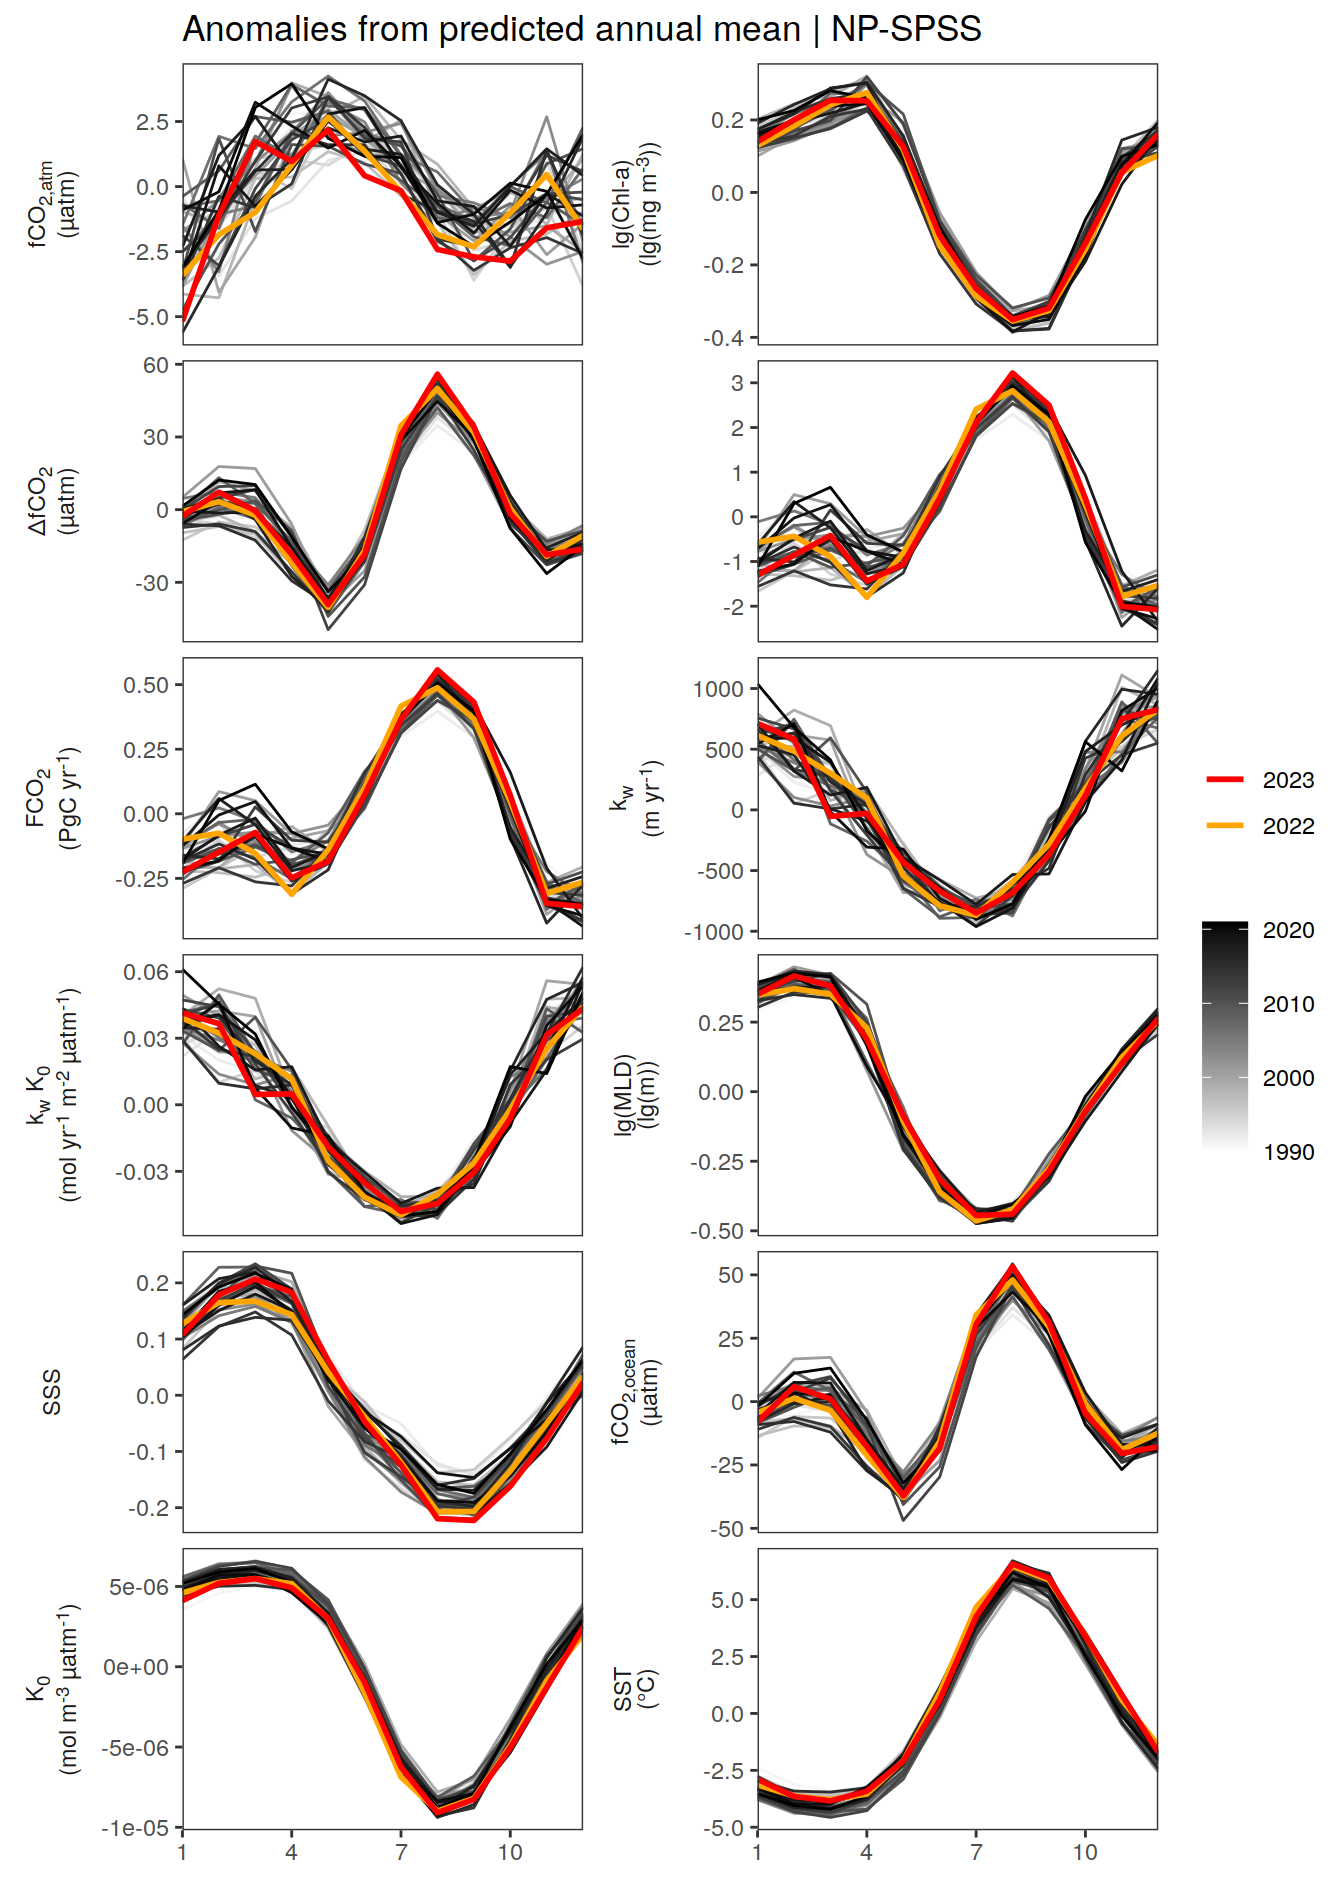 Anomalies from predicted annual mean | NP-SPSS
fCO2,atm
(µatm)
2.5
0.0
-2.5
-5.0
lg(Chl-a)
(lg(mg m-3))
0.2
0.0
-0.2
-0.4
ΔfCO2
(µatm)
60
30
0
-30
3
2
1
0
-1
-2
FCO2
(PgC yr-1)
0.50
0.25
0.00
-0.25
kw
(m yr-1)
1000
500
0
-500
-1000
kw K0
(mol yr-1 m-2 µatm-1)
0.06
0.03
0.00
-0.03
lg(MLD)
(lg(m))
0.25
0.00
-0.25
-0.50
SSS
0.2
0.1
0.0
-0.1
-0.2
fCO2,ocean
(µatm)
50
25
0
-25
-50
K0
(mol m-3 µatm-1)
5e-06
0e+00
-5e-06
-1e-05
1
4
7
10
SST
(°C)
5.0
2.5
0.0
-2.5
-5.0
1
4
7
10
2023
2022
2020
2010
2000
1990